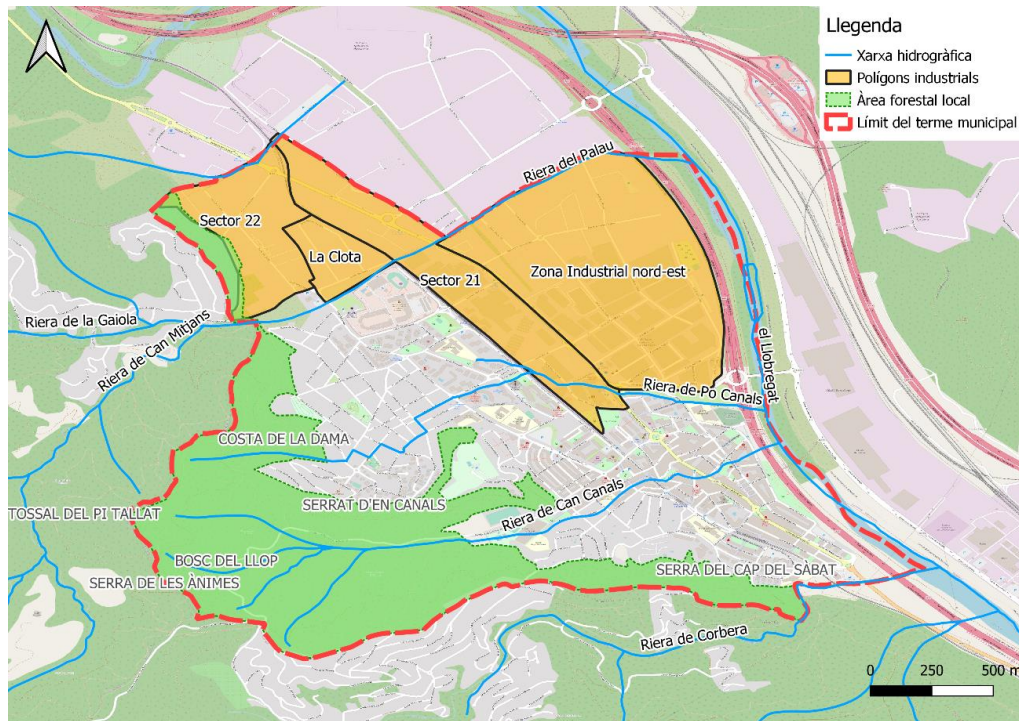 Llegenda
Xarxa hidrogràfica
Polígons industrials
Àrea forestal local
Límit del terme municipal
Riera del Palau
Sector 22
La Clota
Sector 21
Zona Industrial nord-est
Riera de la Gaiola
Riera de Can Mitjans
el Llobregat
Riera de Pó Canals
COSTA DE LA DAMA
SERRAT D'EN CANALS
Riera de Can Canals
TOSSAL DEL PI TALLAT
BOSC DEL LLOP
SERRA DE LES ÀNIMES
SERRA DEL CAP DEL SÀBAT
Riera de Corbera
0 250 500 m